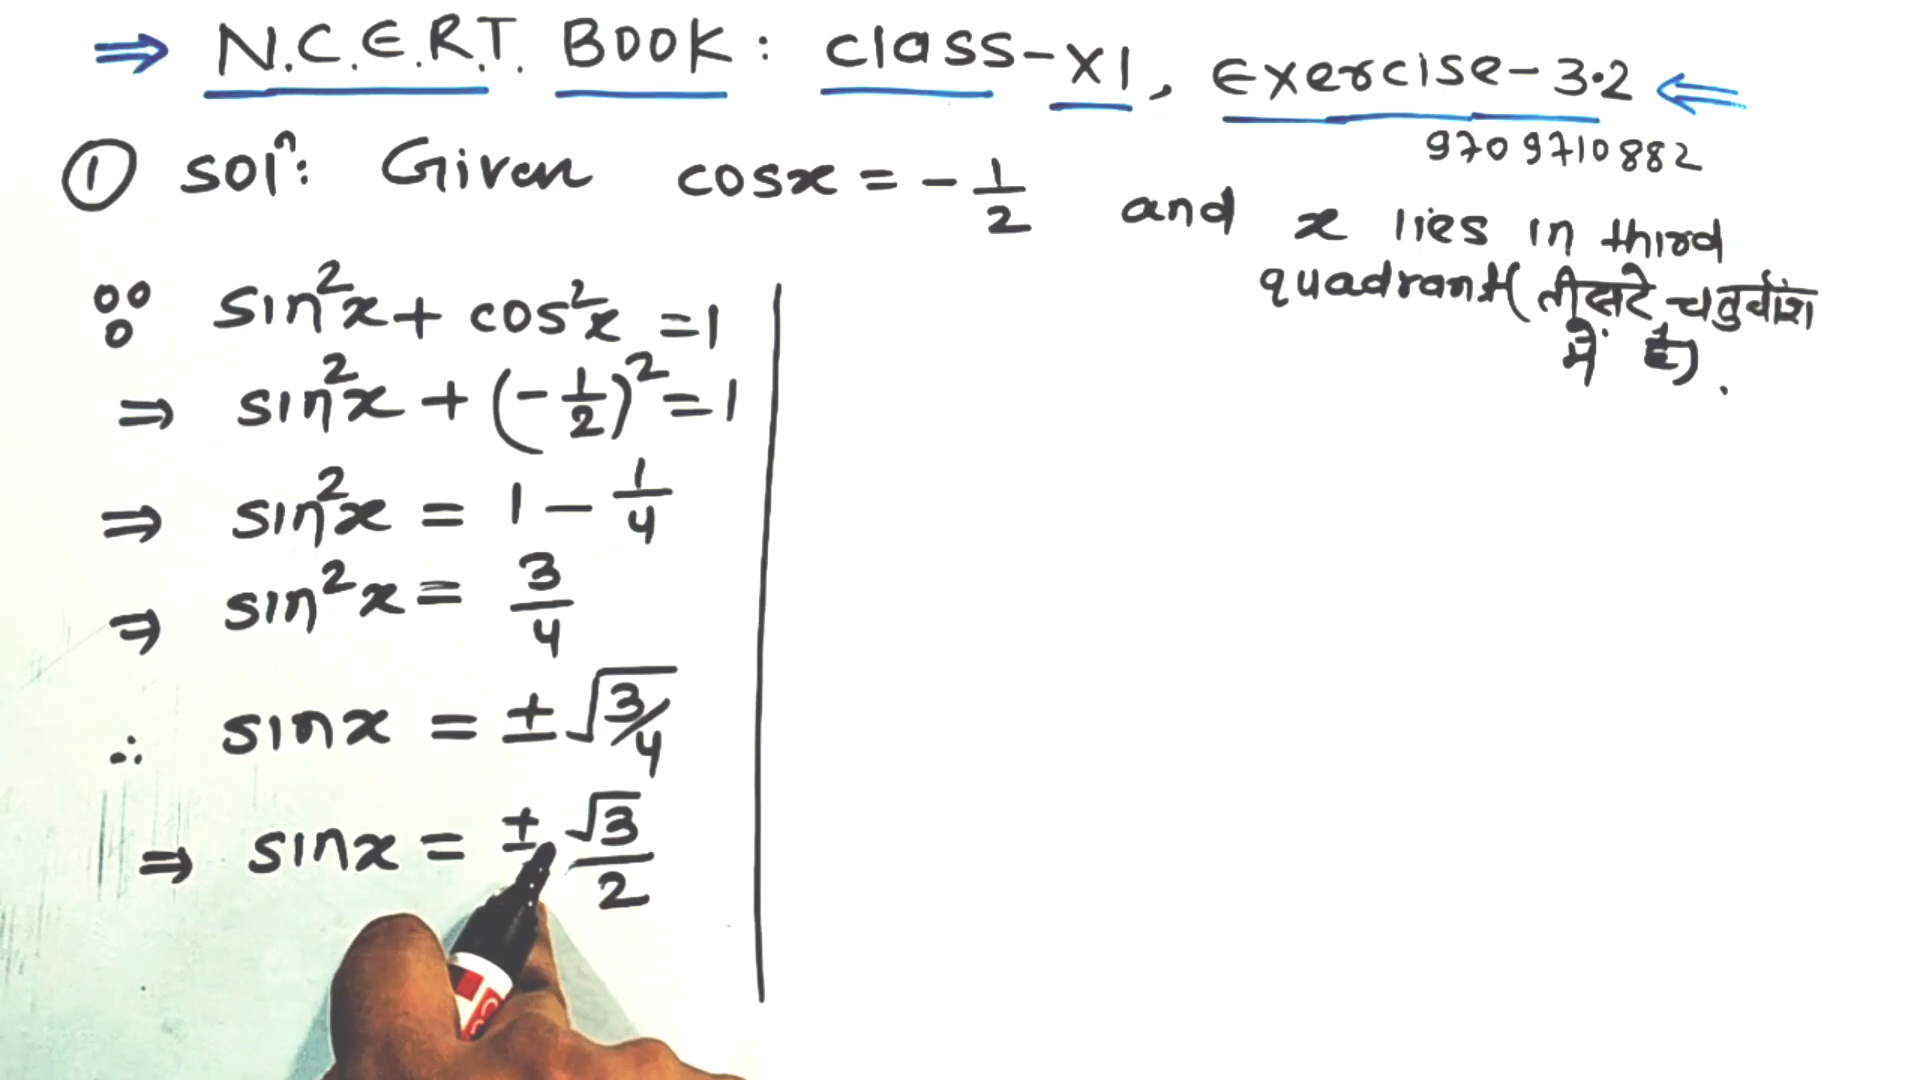 ⇒ N.C.E.R.T. BOOK: class-XI, Exercise-3.2 ⇐
9709710882
① solⁿ: Given cosx = -1/2 and x lies in third
quadrant (तीसरे चतुर्थांश
में है).
∵ sin²x + cos²x = 1
⇒ sin²x + (-1/2)² = 1
⇒ sin²x = 1 - 1/4
⇒ sin²x = 3/4
∴ sinx = ±√3/4
⇒ sinx = ± √3/2